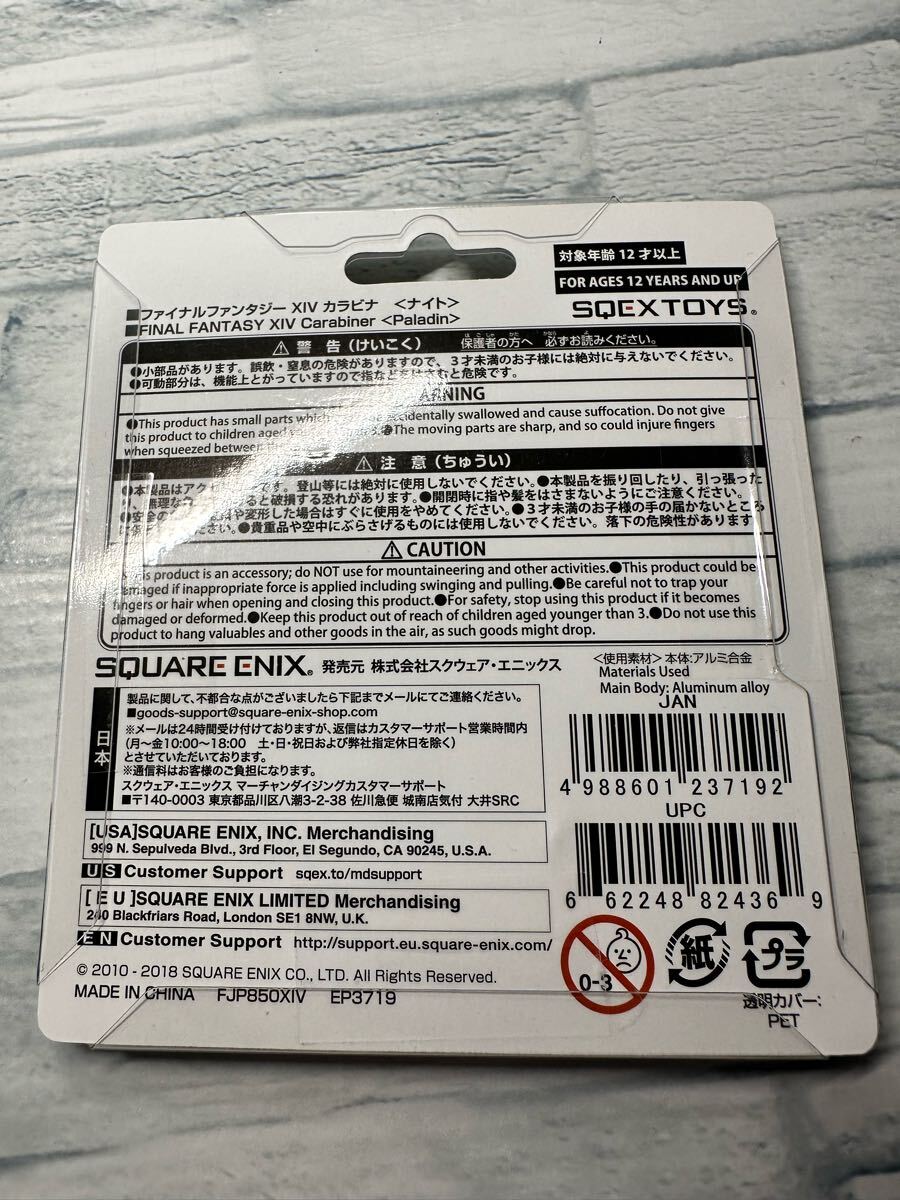 対象年齢 12 才以上
FOR AGES 12 YEARS AND UP
SQEX TOYS®
■ファイナルファンタジー XIV カラビナ <ナイト>
■FINAL FANTASY XIV Carabiner <Paladin>
⚠ 警 告 (けいこく) 保護者の方へ 必ずお読みください。
●小部品があります。誤飲・窒息の危険がありますので、3才未満のお子様には絶対に与えないでください。
●可動部分は、機能上とがっていますので指などをはさむと危険です。
ARNING
●This product has small parts which accidentally swallowed and cause suffocation. Do not give
this product to children aged 3.●The moving parts are sharp, and so could injure fingers
when squeezed between
⚠ 注 意 (ちゅうい)
●本製品はアクセ です。登山等には絶対に使用しないでください。●本製品を振り回したり、引っ張った
り、無理な ると破損する恐れがあります。●開閉時に指や髪をはさまないようにご注意ください。
●安全の 変形した場合はすぐに使用をやめてください。●3才未満のお子様の手の届かないところ
●貴重品や空中にぶらさげるものには使用しないでください。落下の危険性があります
⚠ CAUTION
This product is an accessory; do NOT use for mountaineering and other activities.●This product could be
damaged if inappropriate force is applied including swinging and pulling.●Be careful not to trap your
fingers or hair when opening and closing this product.●For safety, stop using this product if it becomes
damaged or deformed.●Keep this product out of reach of children aged younger than 3.●Do not use this
product to hang valuables and other goods in the air, as such goods might drop.
SQUARE ENIX® 発売元 株式会社スクウェア・エニックス
<使用素材> 本体:アルミ合金
Materials Used
Main Body: Aluminum alloy
日本
製品に関して、不都合な点がございましたら下記までメールにてご連絡ください。
■goods-support@square-enix-shop.com
※メールは24時間受け付けておりますが、返信はカスタマーサポート営業時間内
(月~金10:00~18:00 土・日・祝日および弊社指定休日を除く)
とさせていただいております。
※通信料はお客様のご負担になります。
スクウェア・エニックス マーチャンダイジングカスタマーサポート
■〒140-0003 東京都品川区八潮3-2-38 佐川急便 城南店気付 大井SRC
JAN
4 988601 237192
UPC
6 62248 82436 9
[USA]SQUARE ENIX, INC. Merchandising
999 N. Sepulveda Blvd., 3rd Floor, El Segundo, CA 90245, U.S.A.
US Customer Support sqex.to/mdsupport
[ E U ]SQUARE ENIX LIMITED Merchandising
240 Blackfriars Road, London SE1 8NW, U.K.
EN Customer Support http://support.eu.square-enix.com/
© 2010 - 2018 SQUARE ENIX CO., LTD. All Rights Reserved.
MADE IN CHINA FJP850XIV EP3719
0-3
紙
プラ
透明カバー:
PET